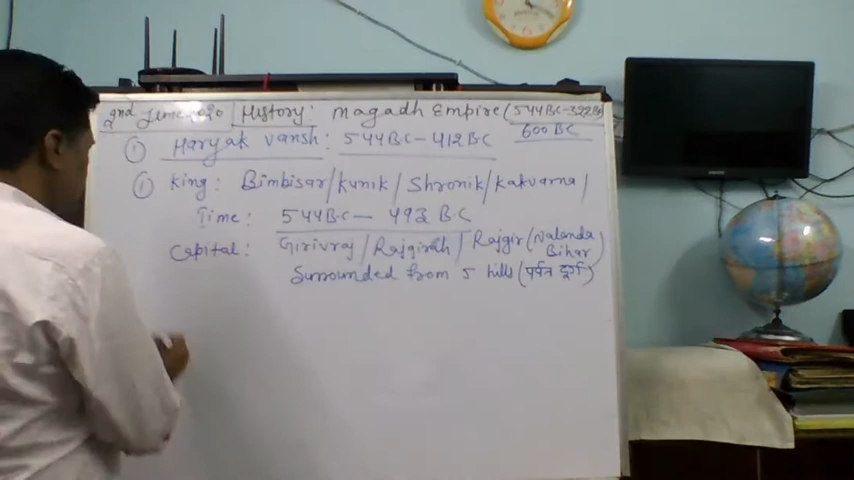 2nd June 2020 | History: Magadh Empire (544BC-322BC)
600 BC
① Haryak vansh: 544BC - 412BC
① King: Bimbisar/Kunik/Shronik/Kakvarna/
Time: 544BC - 492 BC
Capital: Girivraj/Rajgirah/Rajgir (Nalanda
Bihar)
Surrounded from 5 hills (पर्वत दुर्ग)